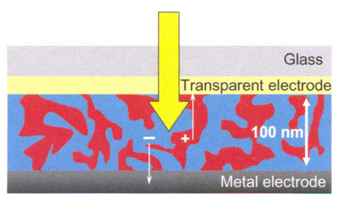 Glass
Transparent electrode
100 nm
− +
Metal electrode